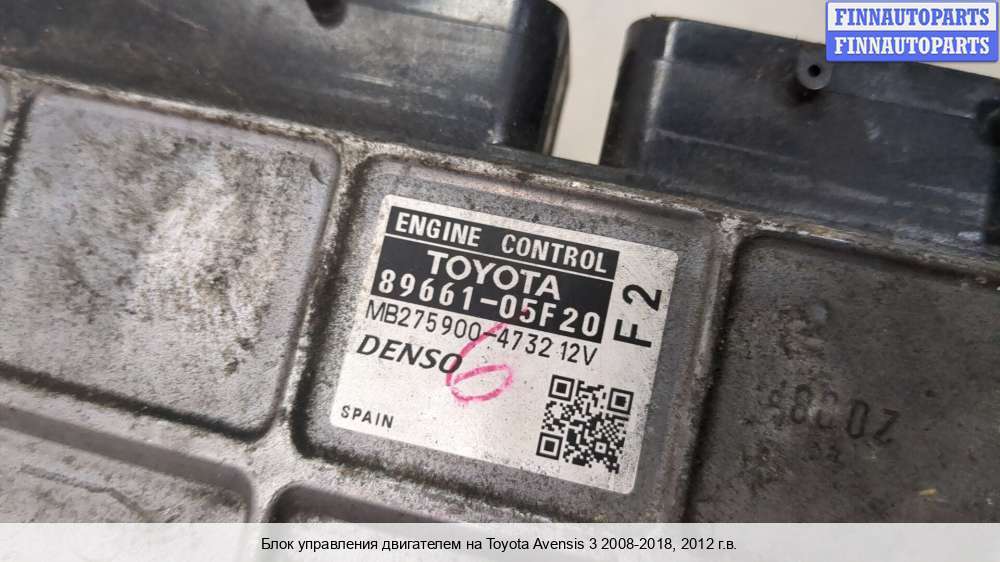 FINNAUTOPARTS
FINNAUTOPARTS
ENGINE CONTROL
TOYOTA
89661-05F20
F2
MB275900-4732 12V
DENSO
6
SPAIN
Блок управления двигателем на Toyota Avensis 3 2008-2018, 2012 г.в.